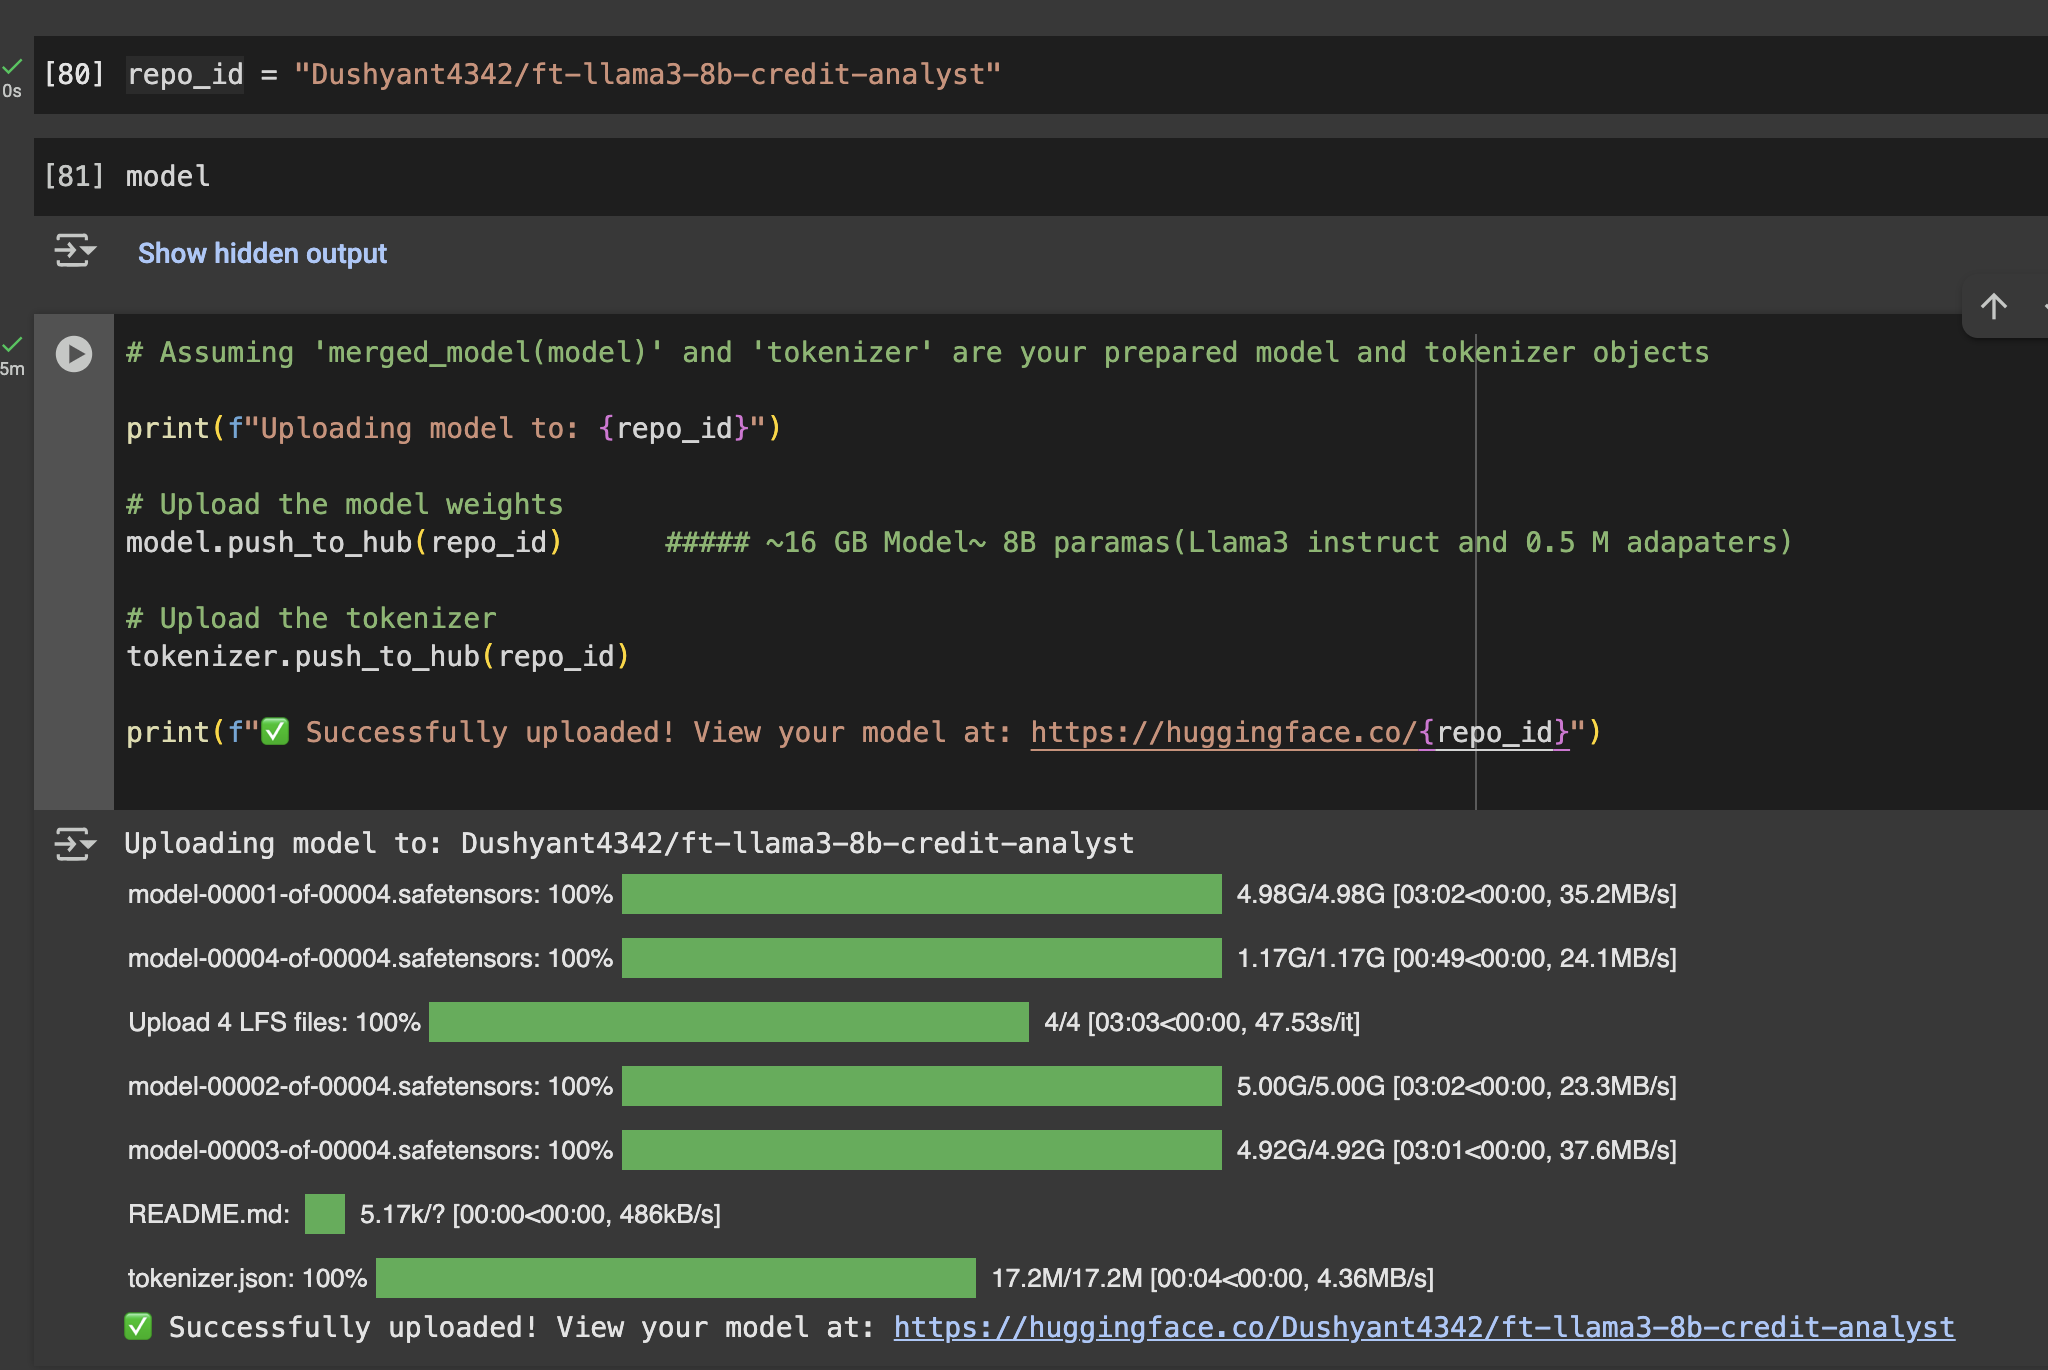 [80] repo_id = "Dushyant4342/ft-llama3-8b-credit-analyst"
0s
[81] model
Show hidden output
5m
# Assuming 'merged_model(model)' and 'tokenizer' are your prepared model and tokenizer objects
print(f"Uploading model to: {repo_id}")
# Upload the model weights
model.push_to_hub(repo_id)      ##### ~16 GB Model~ 8B paramas(Llama3 instruct and 0.5 M adapaters)
# Upload the tokenizer
tokenizer.push_to_hub(repo_id)
print(f"✅ Successfully uploaded! View your model at: https://huggingface.co/{repo_id}")
Uploading model to: Dushyant4342/ft-llama3-8b-credit-analyst
model-00001-of-00004.safetensors: 100% 4.98G/4.98G [03:02<00:00, 35.2MB/s]
model-00004-of-00004.safetensors: 100% 1.17G/1.17G [00:49<00:00, 24.1MB/s]
Upload 4 LFS files: 100% 4/4 [03:03<00:00, 47.53s/it]
model-00002-of-00004.safetensors: 100% 5.00G/5.00G [03:02<00:00, 23.3MB/s]
model-00003-of-00004.safetensors: 100% 4.92G/4.92G [03:01<00:00, 37.6MB/s]
README.md: 5.17k/? [00:00<00:00, 486kB/s]
tokenizer.json: 100% 17.2M/17.2M [00:04<00:00, 4.36MB/s]
✅ Successfully uploaded! View your model at: https://huggingface.co/Dushyant4342/ft-llama3-8b-credit-analyst